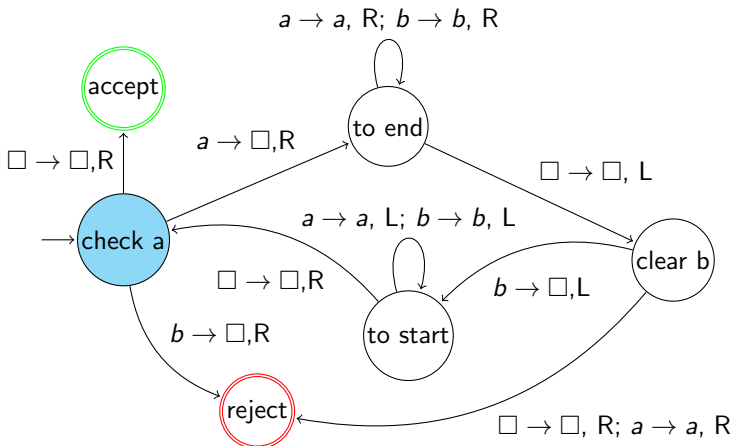 a → a, R; b → b, R
accept
to end
a → □,R
□ → □,R
□ → □, L
a → a, L; b → b, L
check a
clear b
□ → □,R
b → □,L
b → □,R
to start
reject
□ → □, R; a → a, R